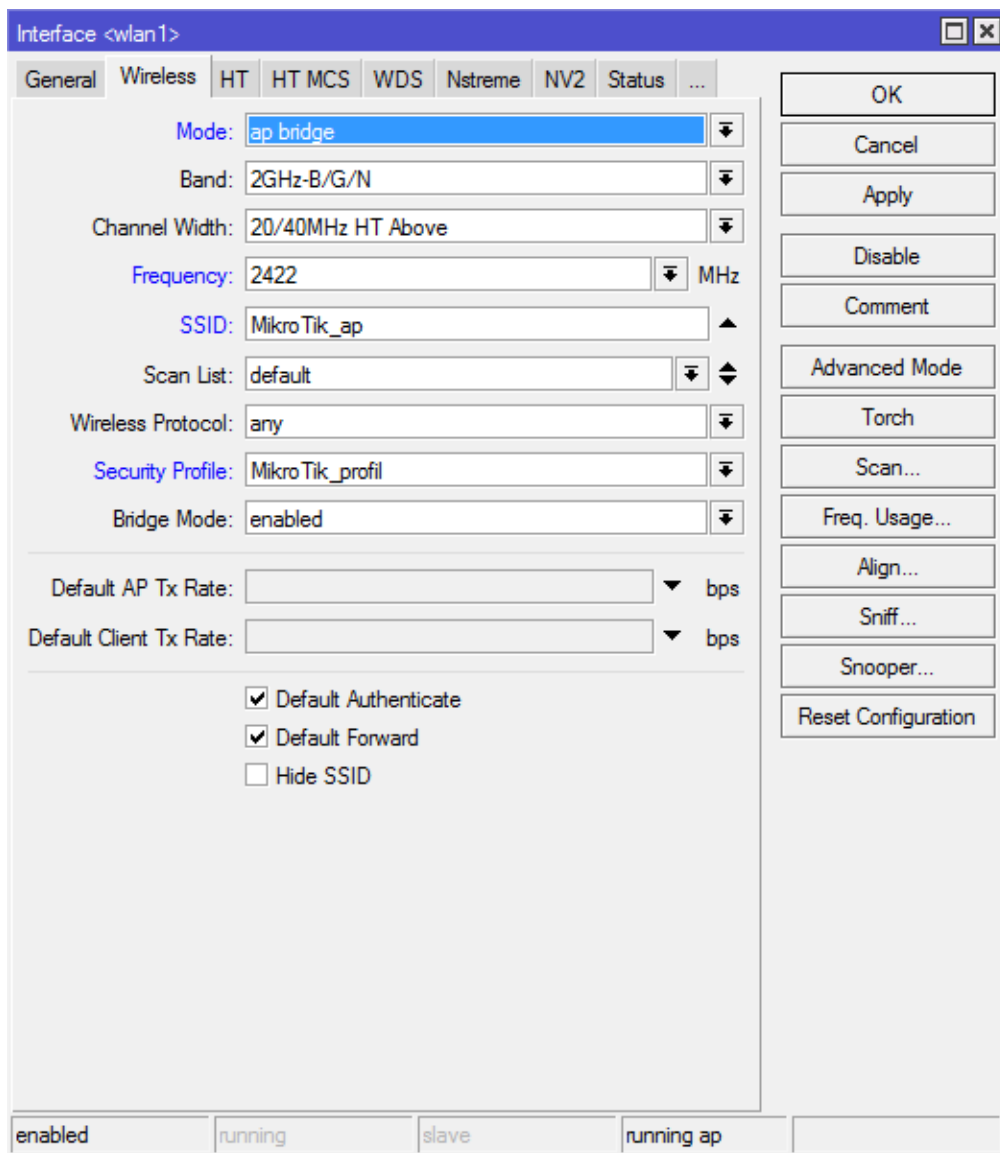 Interface <wlan1>
General Wireless HT HT MCS WDS Nstreme NV2 Status ...
Mode: ap bridge
Band: 2GHz-B/G/N
Channel Width: 20/40MHz HT Above
Frequency: 2422 MHz
SSID: MikroTik_ap
Scan List: default
Wireless Protocol: any
Security Profile: MikroTik_profil
Bridge Mode: enabled
Default AP Tx Rate: bps
Default Client Tx Rate: bps
Default Authenticate
Default Forward
Hide SSID
OK
Cancel
Apply
Disable
Comment
Advanced Mode
Torch
Scan...
Freq. Usage...
Align...
Sniff...
Snooper...
Reset Configuration
enabled running slave running ap